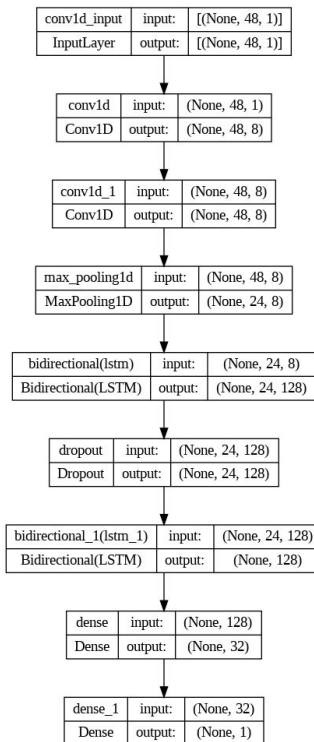 conv1d_input input: [(None, 48, 1)]
InputLayer output: [(None, 48, 1)]
conv1d input: (None, 48, 1)
Conv1D output: (None, 48, 8)
conv1d_1 input: (None, 48, 8)
Conv1D output: (None, 48, 8)
max_pooling1d input: (None, 48, 8)
MaxPooling1D output: (None, 24, 8)
bidirectional(lstm) input: (None, 24, 8)
Bidirectional(LSTM) output: (None, 24, 128)
dropout input: (None, 24, 128)
Dropout output: (None, 24, 128)
bidirectional_1(lstm_1) input: (None, 24, 128)
Bidirectional(LSTM) output: (None, 128)
dense input: (None, 128)
Dense output: (None, 32)
dense_1 input: (None, 32)
Dense output: (None, 1)